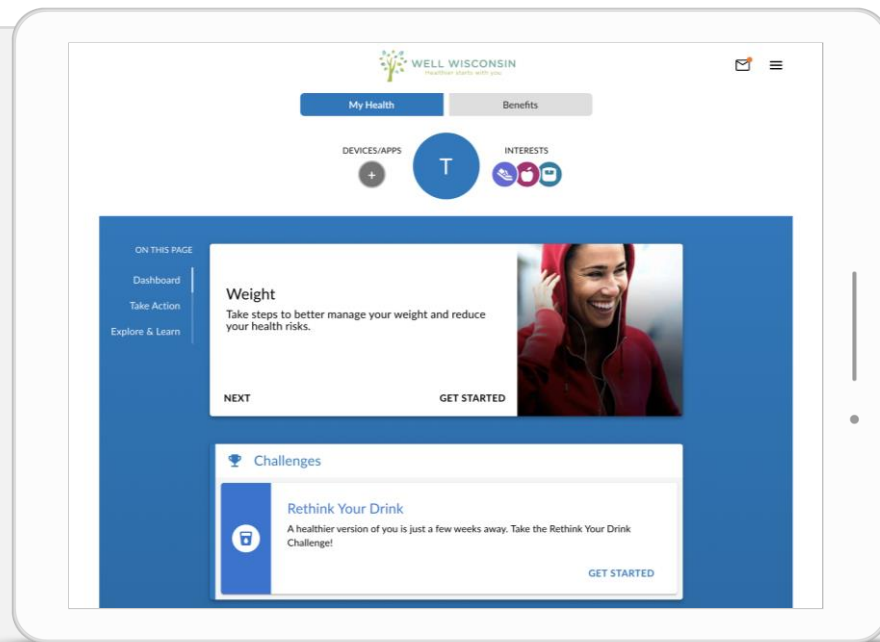 WELL WISCONSIN
Healthier starts with you
My Health
Benefits
DEVICES/APPS
+
T
INTERESTS
ON THIS PAGE
Dashboard
Take Action
Explore & Learn
Weight
Take steps to better manage your weight and reduce
your health risks.
NEXT
GET STARTED
Challenges
Rethink Your Drink
A healthier version of you is just a few weeks away. Take the Rethink Your Drink
Challenge!
GET STARTED